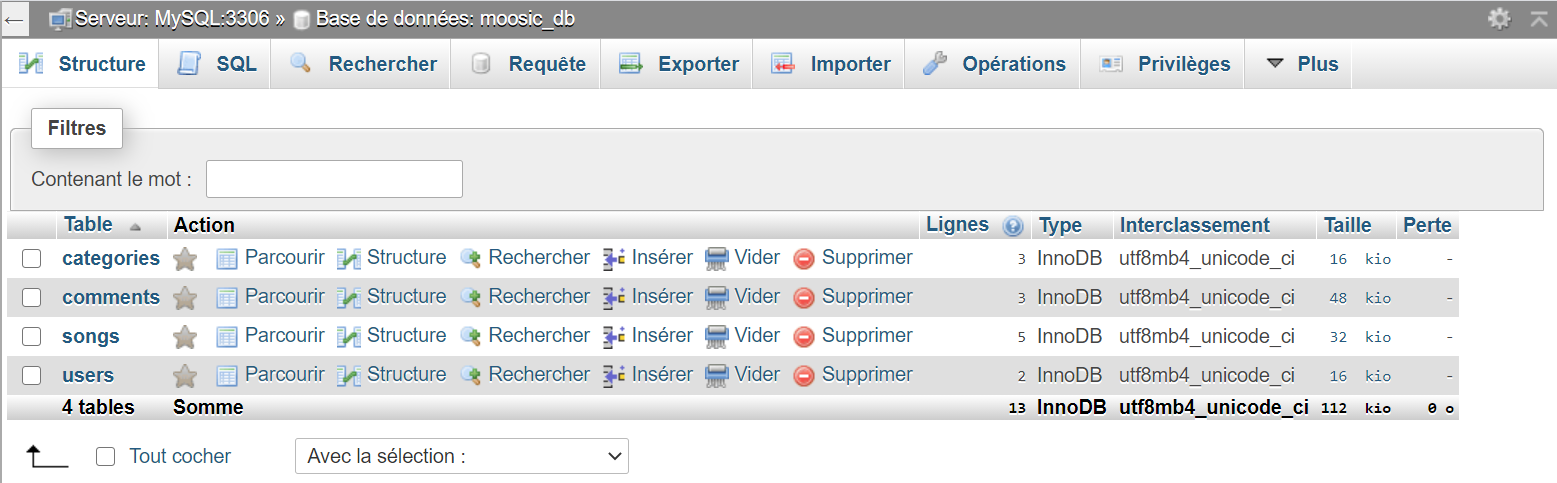 Serveur: MySQL:3306 » Base de données: moosic_db
Structure SQL Rechercher Requête Exporter Importer Opérations Privilèges Plus
Filtres
Contenant le mot :
Table Action Lignes Type Interclassement Taille Perte
categories Parcourir Structure Rechercher Insérer Vider Supprimer 3 InnoDB utf8mb4_unicode_ci 16 kio -
comments Parcourir Structure Rechercher Insérer Vider Supprimer 3 InnoDB utf8mb4_unicode_ci 48 kio -
songs Parcourir Structure Rechercher Insérer Vider Supprimer 5 InnoDB utf8mb4_unicode_ci 32 kio -
users Parcourir Structure Rechercher Insérer Vider Supprimer 2 InnoDB utf8mb4_unicode_ci 16 kio -
4 tables Somme 13 InnoDB utf8mb4_unicode_ci 112 kio 0 o
Tout cocher Avec la sélection :